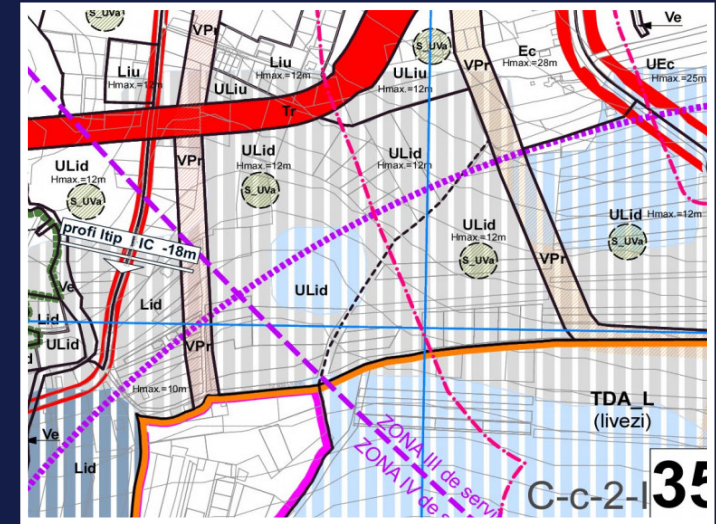 VPr
Liu
Hmax.=12m
Liu
Hmax.=12m
ULiu
S_UVa
ULiu
Hmax.=12m
VPr
Ec
Hmax.=28m
Ve
UEc
Hmax.=25m
Tr
ULid
Hmax.=12m
S_UVa
VPr
ULid
Hmax.=12m
S_UVa
ULid
Hmax.=12m
ULid
Hmax.=12m
S_UVa
ULid Hmax.=12m
S_UVa
profi ltip IC -18m
Ve
Lid
ULid
VPr
Lid
ULid
VPr
Hmax.=10m
Ve
Lid
TDA_L
(livezi)
ZONA III de servi
ZONA IV de s
C-c-2-I
35